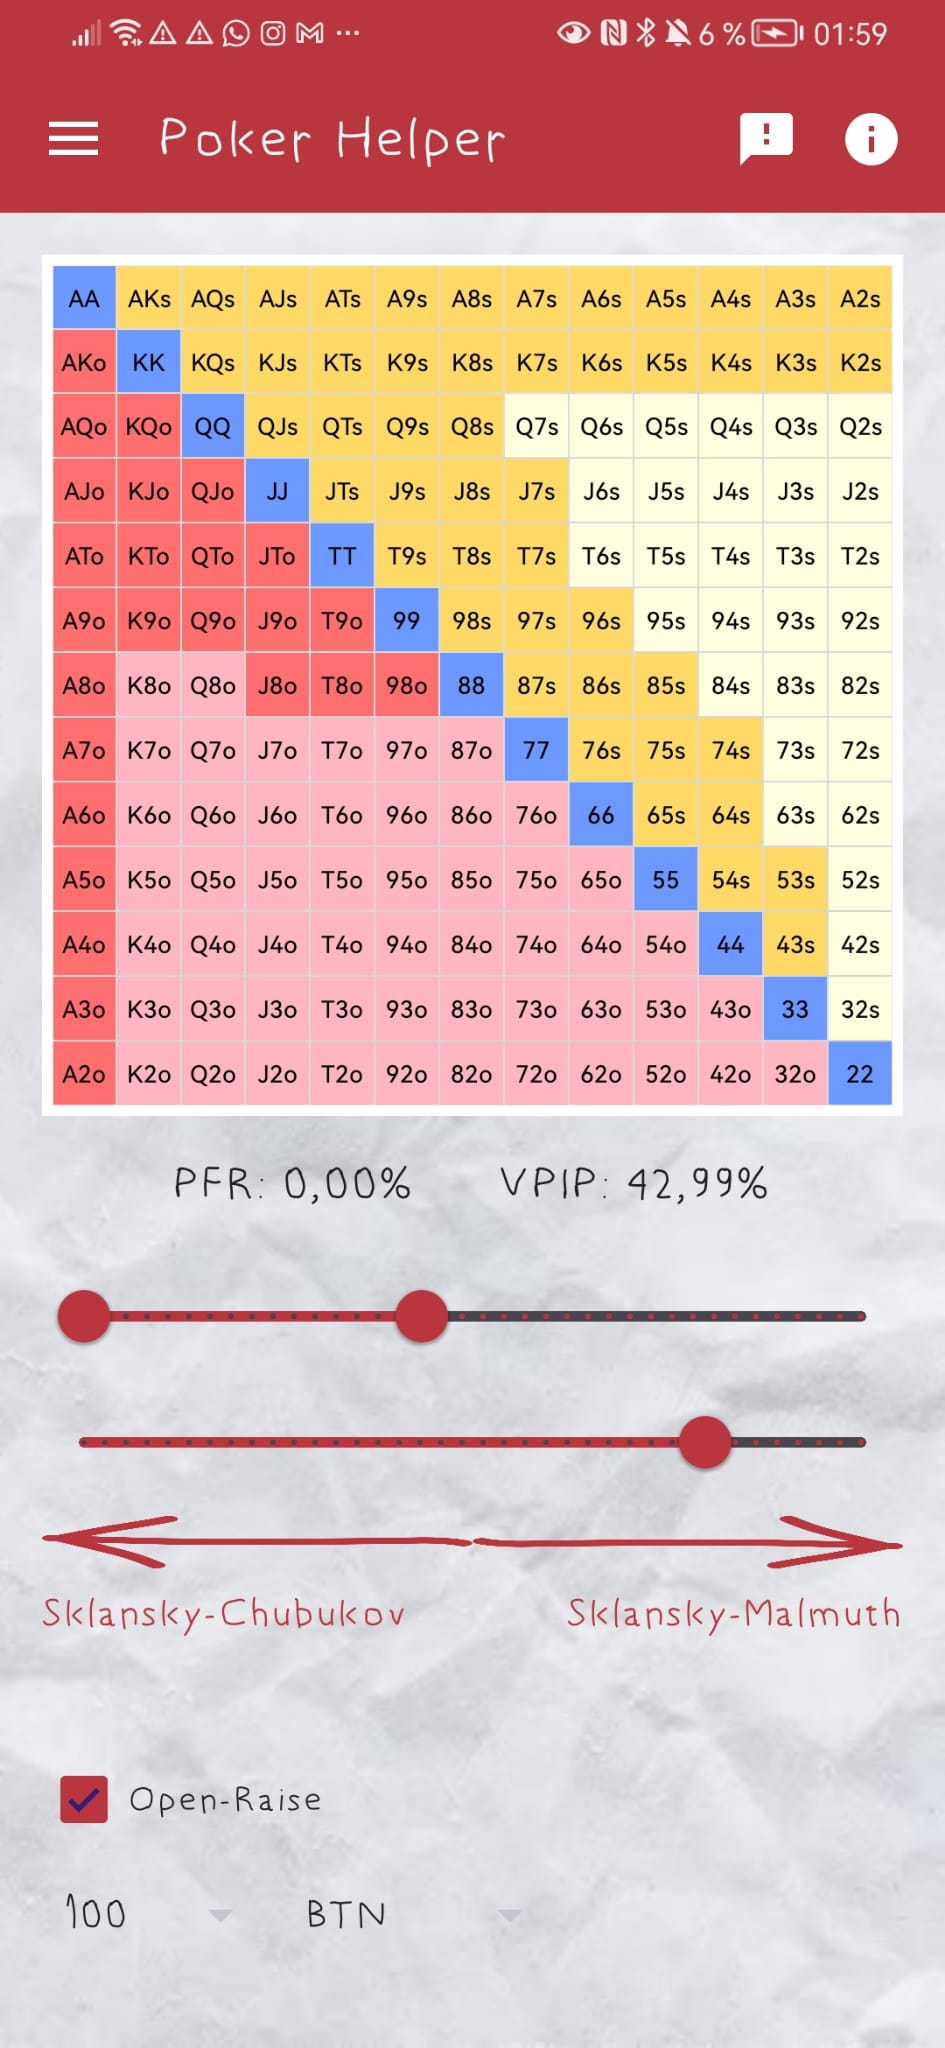 6 % 01:59
Poker Helper
AA AKs AQs AJs ATs A9s A8s A7s A6s A5s A4s A3s A2s
AKo KK KQs KJs KTs K9s K8s K7s K6s K5s K4s K3s K2s
AQo KQo QQ QJs QTs Q9s Q8s Q7s Q6s Q5s Q4s Q3s Q2s
AJo KJo QJo JJ JTs J9s J8s J7s J6s J5s J4s J3s J2s
ATo KTo QTo JTo TT T9s T8s T7s T6s T5s T4s T3s T2s
A9o K9o Q9o J9o T9o 99 98s 97s 96s 95s 94s 93s 92s
A8o K8o Q8o J8o T8o 98o 88 87s 86s 85s 84s 83s 82s
A7o K7o Q7o J7o T7o 97o 87o 77 76s 75s 74s 73s 72s
A6o K6o Q6o J6o T6o 96o 86o 76o 66 65s 64s 63s 62s
A5o K5o Q5o J5o T5o 95o 85o 75o 65o 55 54s 53s 52s
A4o K4o Q4o J4o T4o 94o 84o 74o 64o 54o 44 43s 42s
A3o K3o Q3o J3o T3o 93o 83o 73o 63o 53o 43o 33 32s
A2o K2o Q2o J2o T2o 92o 82o 72o 62o 52o 42o 32o 22
PFR: 0,00% VPIP: 42,99%
Sklansky-Chubukov Sklansky-Malmuth
Open-Raise
100 BTN